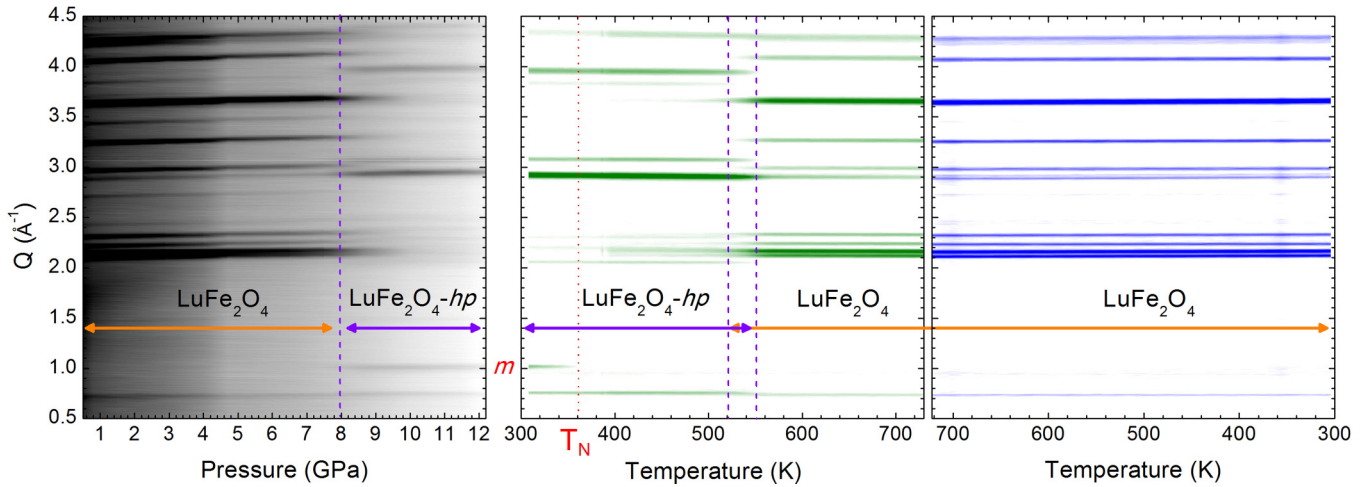 4.5
4.0
3.5
3.0
2.5
2.0
1.5
1.0
0.5
Q (Å⁻¹)
LuFe₂O₄
LuFe₂O₄-hp
1 2 3 4 5 6 7 8 9 10 11 12
Pressure (GPa)
m
LuFe₂O₄-hp
LuFe₂O₄
300 400 500 600 700
T_N
Temperature (K)
LuFe₂O₄
700 600 500 400 300
Temperature (K)